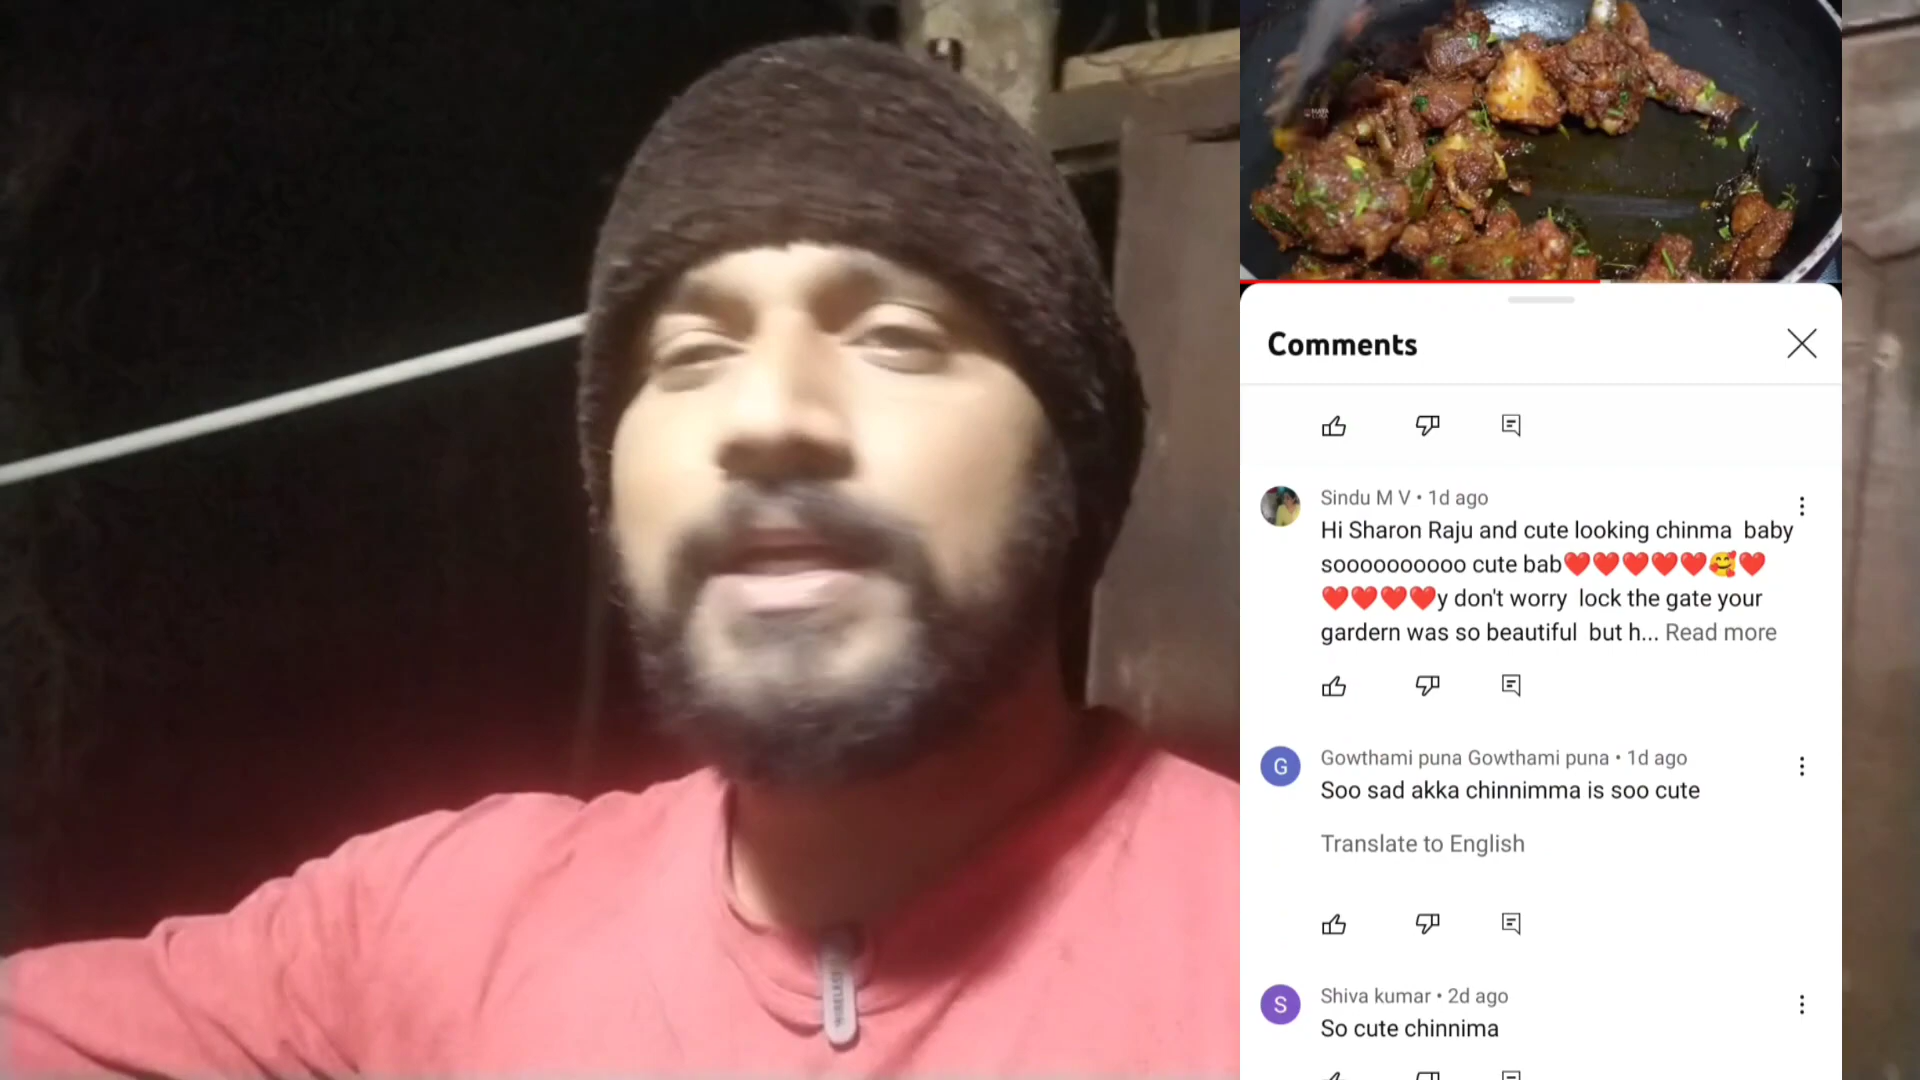 Comments
Sindu M V • 1d ago
Hi Sharon Raju and cute looking chinma baby
soooooooooo cute bab❤️❤️❤️❤️❤️🥰❤️
❤️❤️❤️❤️y don't worry lock the gate your
gardern was so beautiful but h... Read more
G
Gowthami puna Gowthami puna • 1d ago
Soo sad akka chinnimma is soo cute
Translate to English
S
Shiva kumar • 2d ago
So cute chinnima